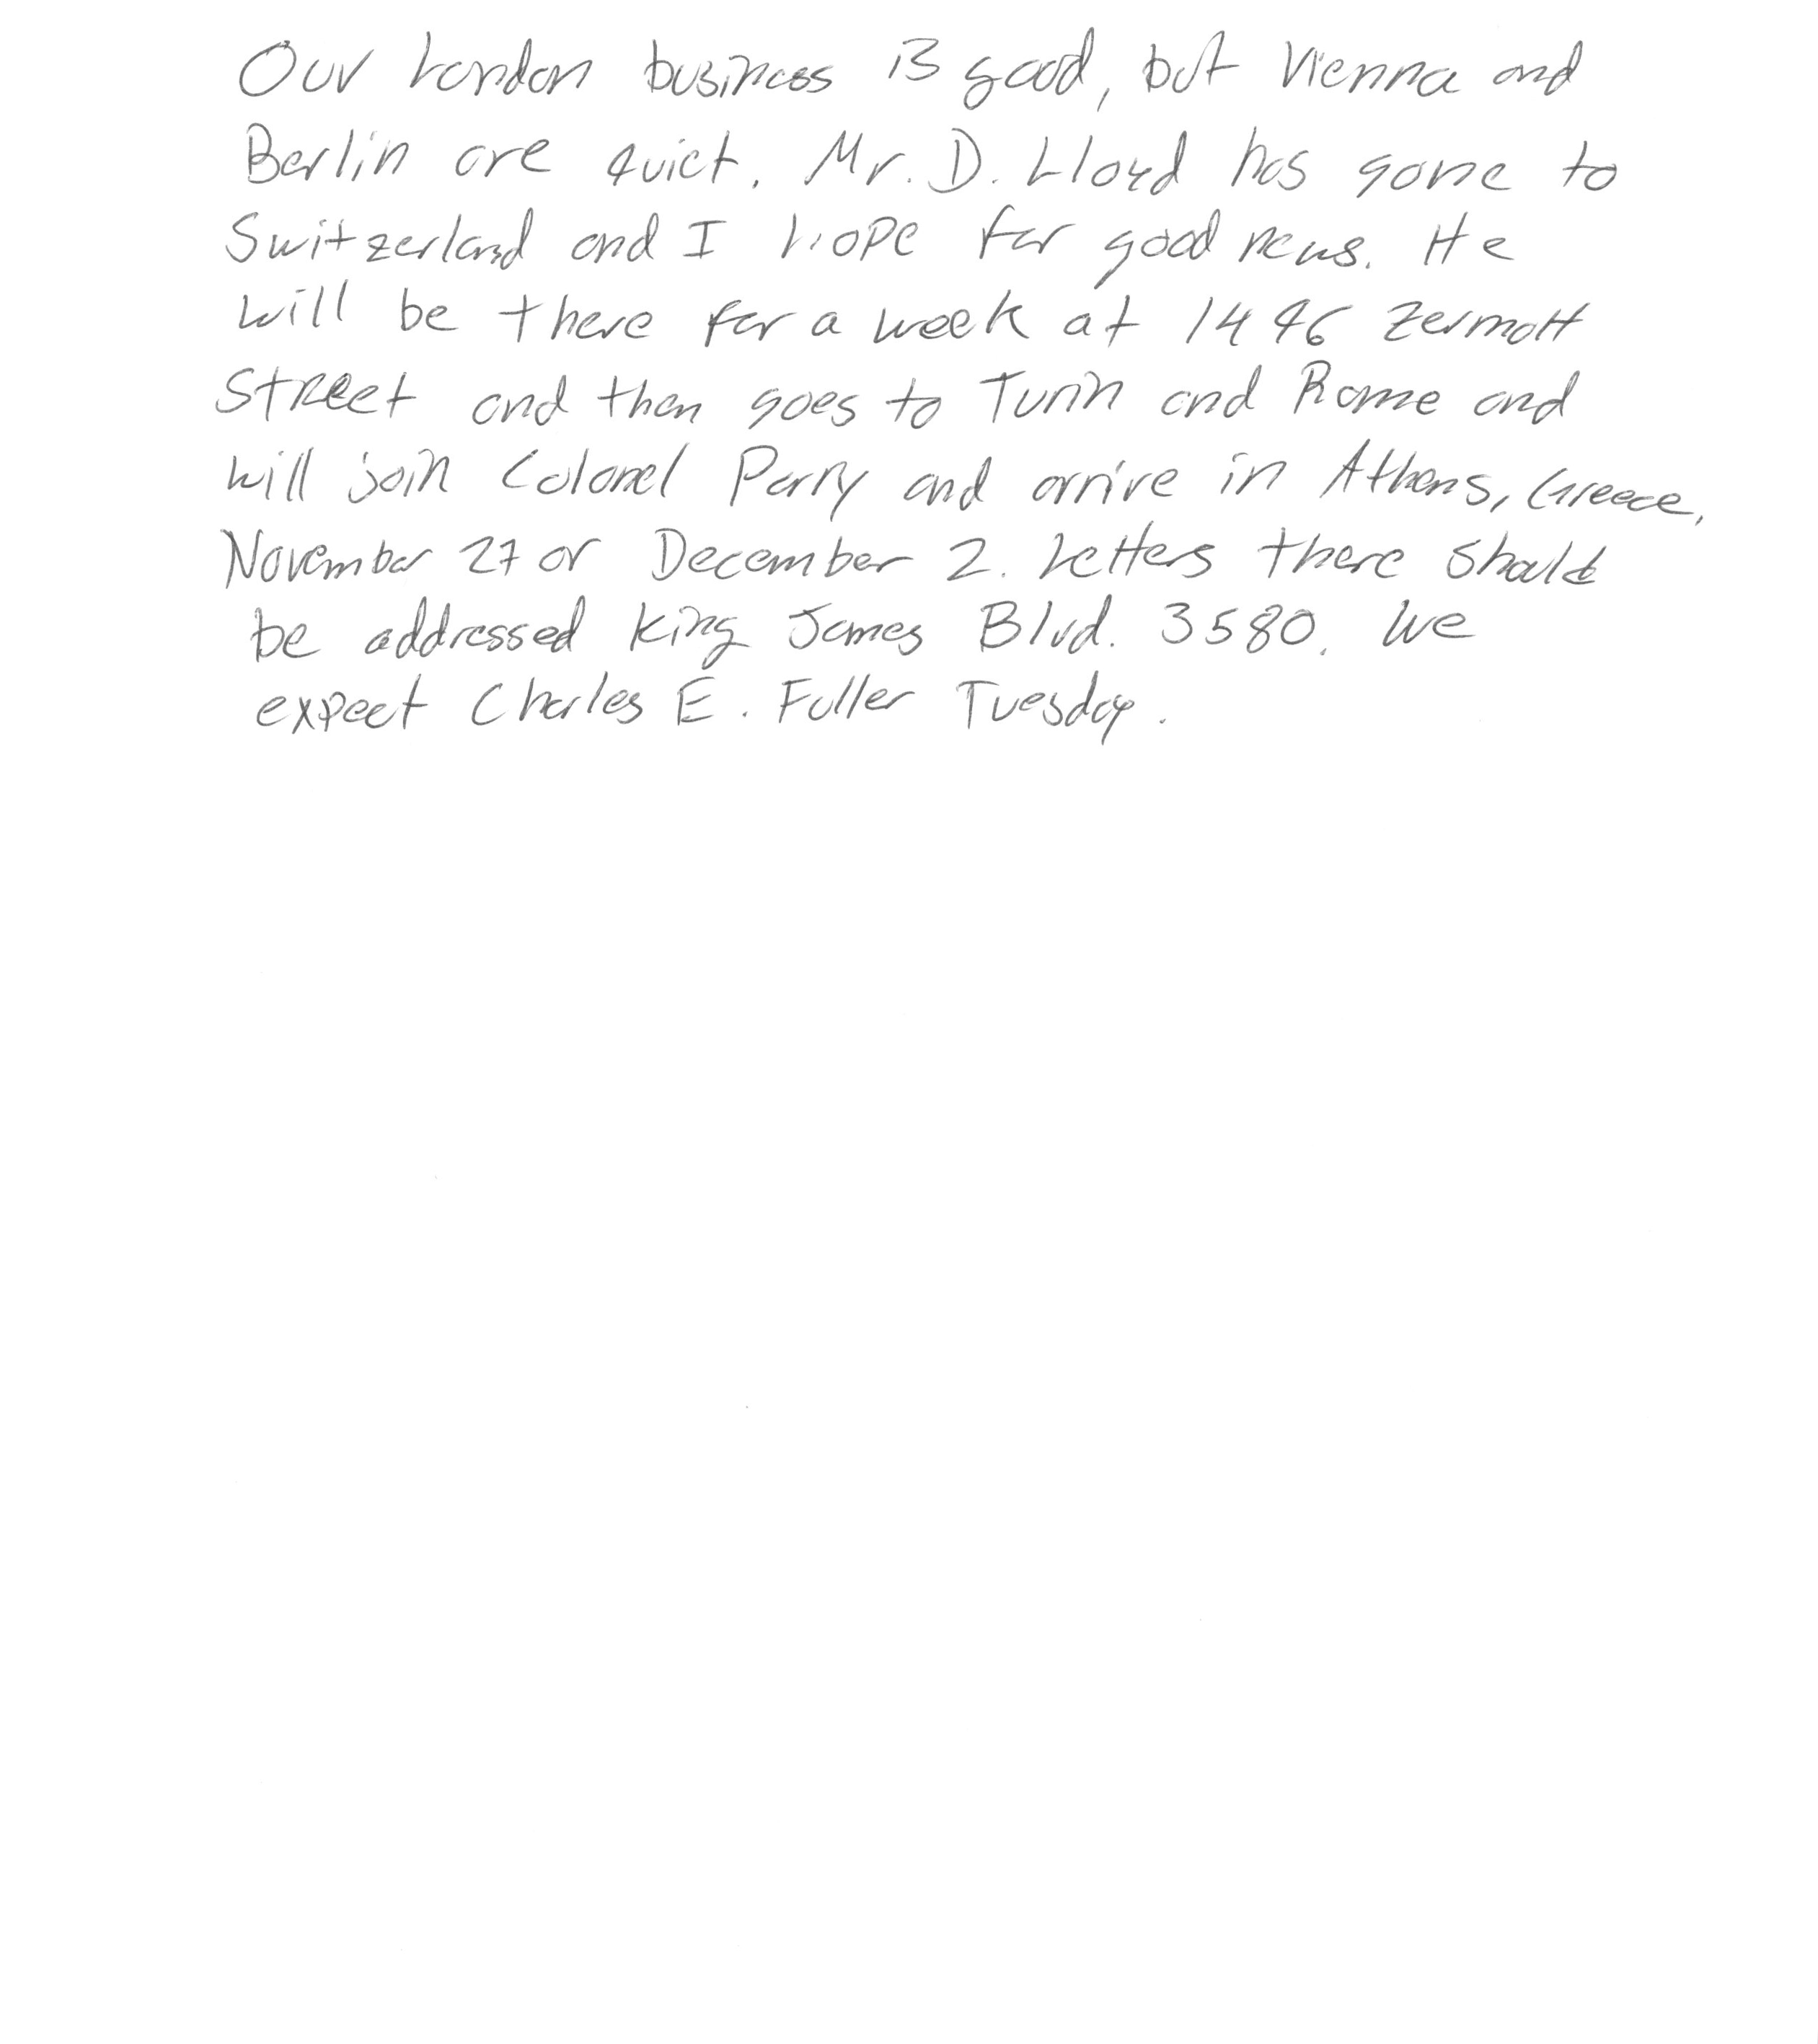 Our London business is good, but Vienna and
Berlin are quiet. Mr. D. Lloyd has gone to
Switzerland and I hope for good news. He
will be there for a week at 1496 Zermott
Street and then goes to Turin and Rome and
will join Colonel Parry and arrive in Athens, Greece,
November 27 or December 2. Letters there should
be addressed King James Blvd. 3580. We
expect Charles E. Fuller Tuesday.